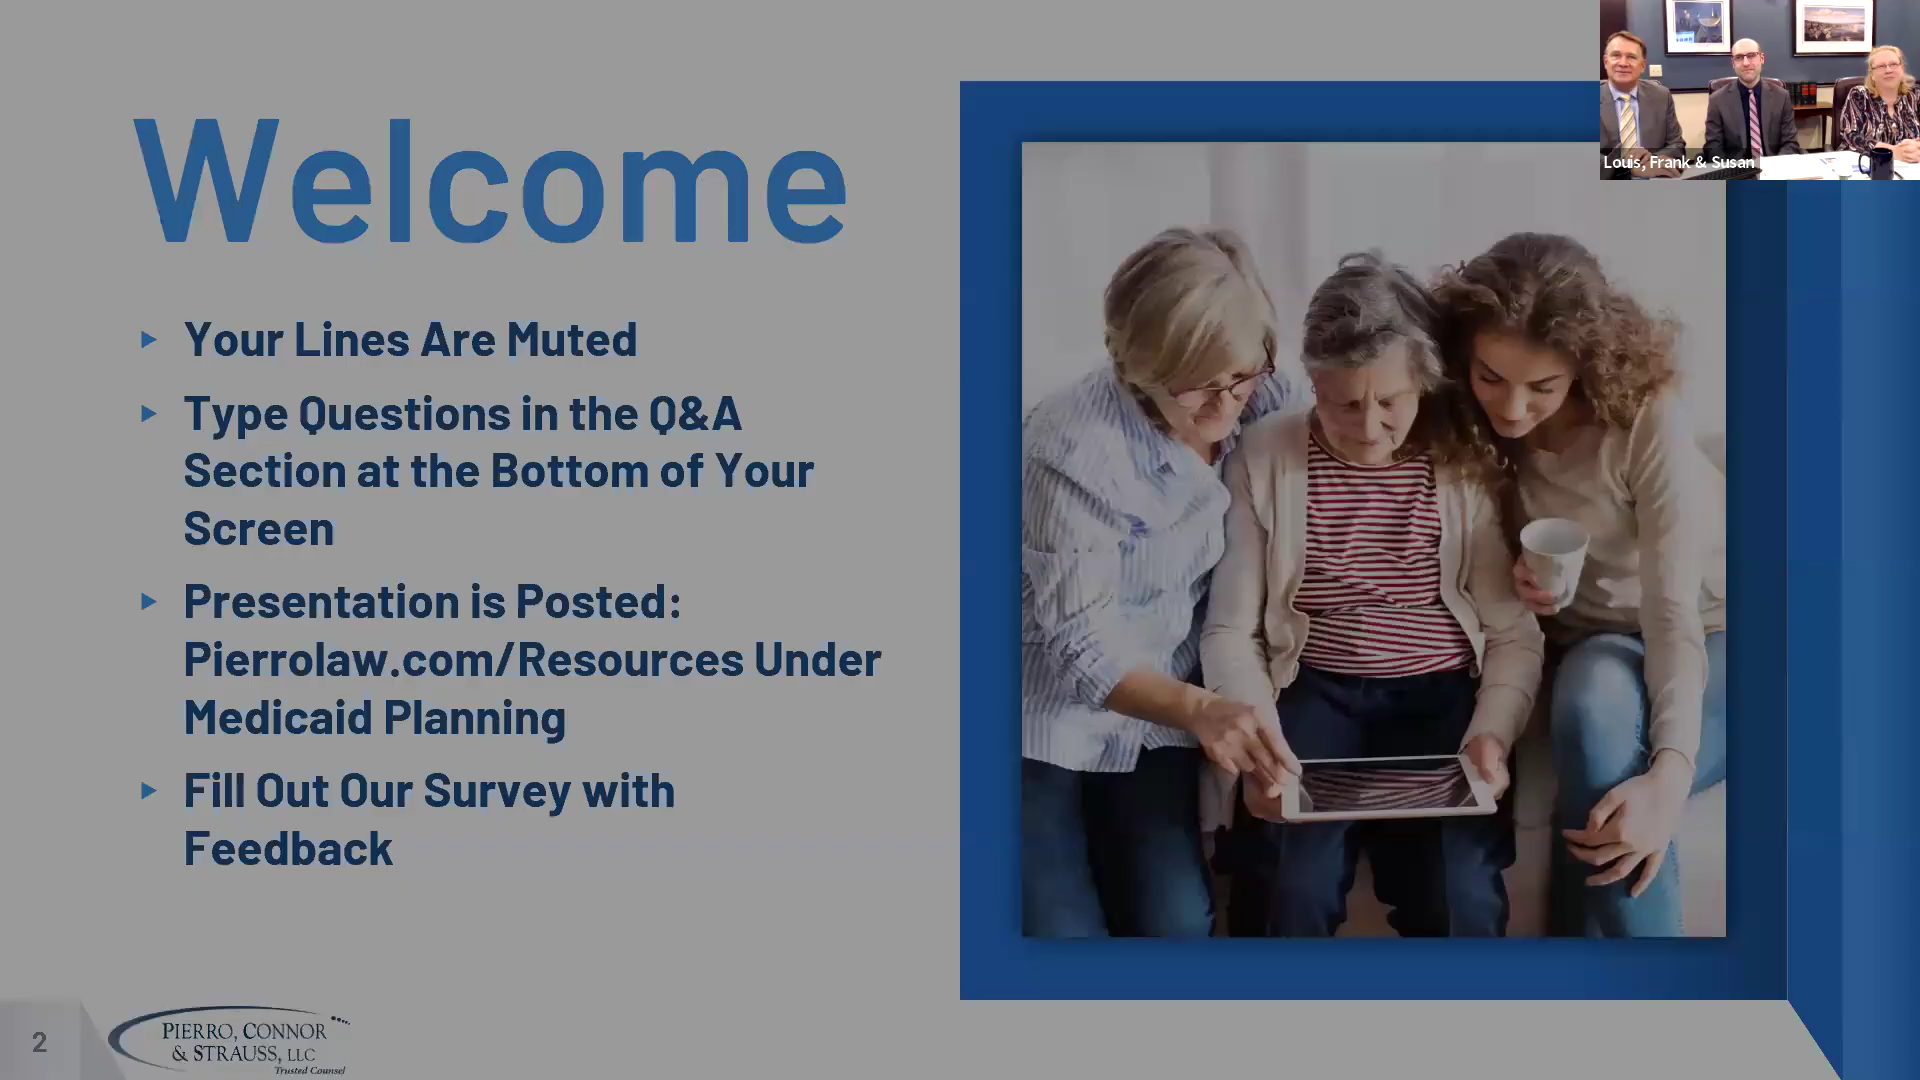 Welcome
Your Lines Are Muted
Type Questions in the Q&A
Section at the Bottom of Your
Screen
Presentation is Posted:
Pierrolaw.com/Resources Under
Medicaid Planning
Fill Out Our Survey with
Feedback
Louis, Frank & Susan
2
PIERRO, CONNOR
& STRAUSS, LLC
Trusted Counsel